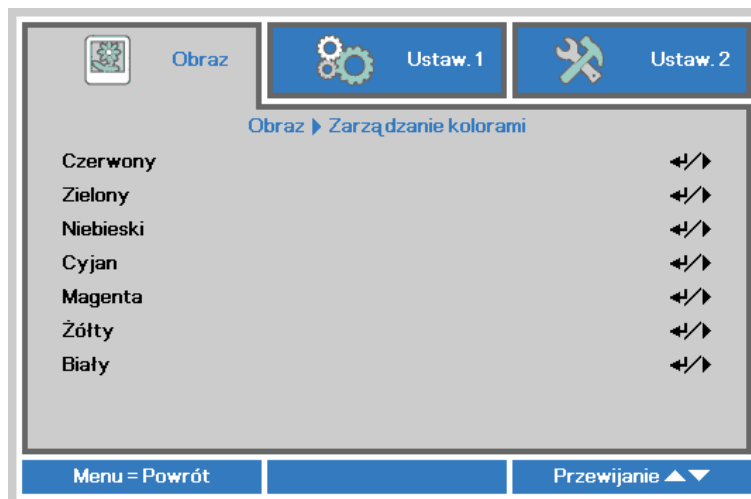 Obraz Ustaw. 1 Ustaw. 2
Obraz ▶ Zarządzanie kolorami
Czerwony ↵/▶
Zielony ↵/▶
Niebieski ↵/▶
Cyjan ↵/▶
Magenta ↵/▶
Żółty ↵/▶
Biały ↵/▶
Menu = Powrót Przewijanie ▲▼